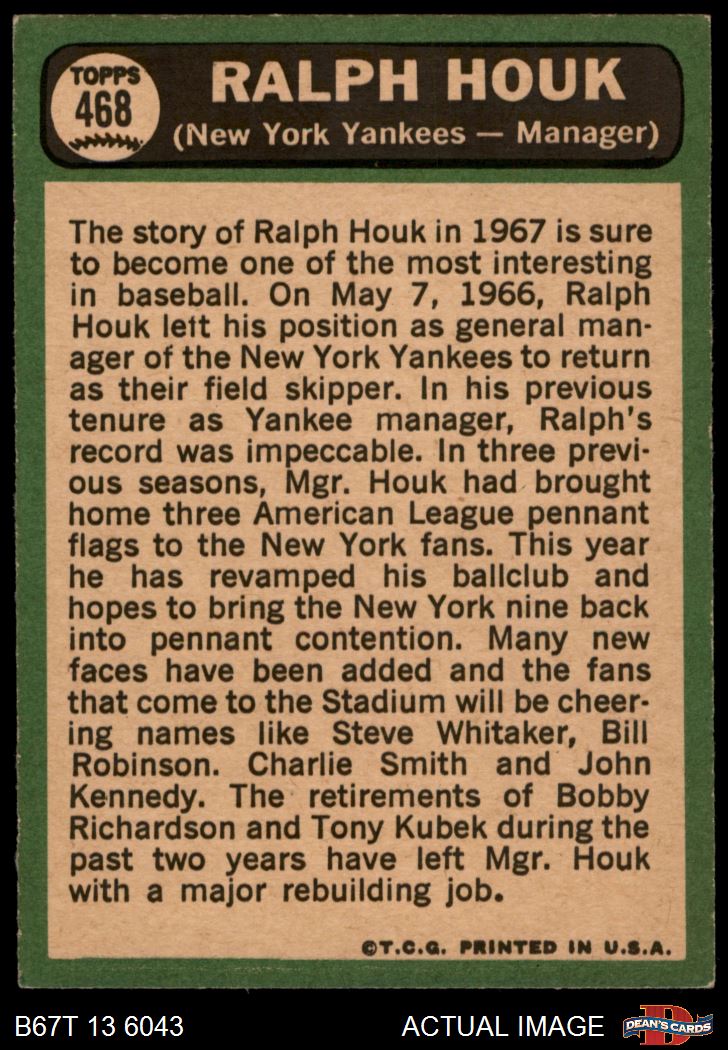 TOPPS
468
RALPH HOUK
(New York Yankees — Manager)
The story of Ralph Houk in 1967 is sure
to become one of the most interesting
in baseball. On May 7, 1966, Ralph
Houk left his position as general man-
ager of the New York Yankees to return
as their field skipper. In his previous
tenure as Yankee manager, Ralph's
record was impeccable. In three previ-
ous seasons, Mgr. Houk had brought
home three American League pennant
flags to the New York fans. This year
he has revamped his ballclub and
hopes to bring the New York nine back
into pennant contention. Many new
faces have been added and the fans
that come to the Stadium will be cheer-
ing names like Steve Whitaker, Bill
Robinson. Charlie Smith and John
Kennedy. The retirements of Bobby
Richardson and Tony Kubek during the
past two years have left Mgr. Houk
with a major rebuilding job.
©T.C.G. PRINTED IN U.S.A.
B67T 13 6043
ACTUAL IMAGE
D
DEAN'S CARDS